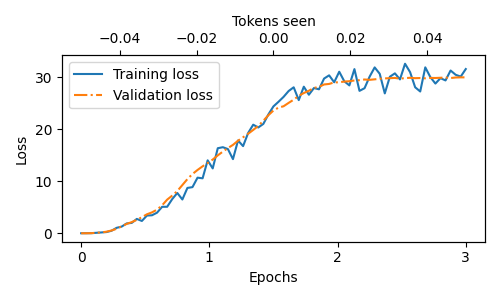 Tokens seen
−0.04 −0.02 0.00 0.02 0.04
Training loss
Validation loss
Loss
30
20
10
0
0 1 2 3
Epochs